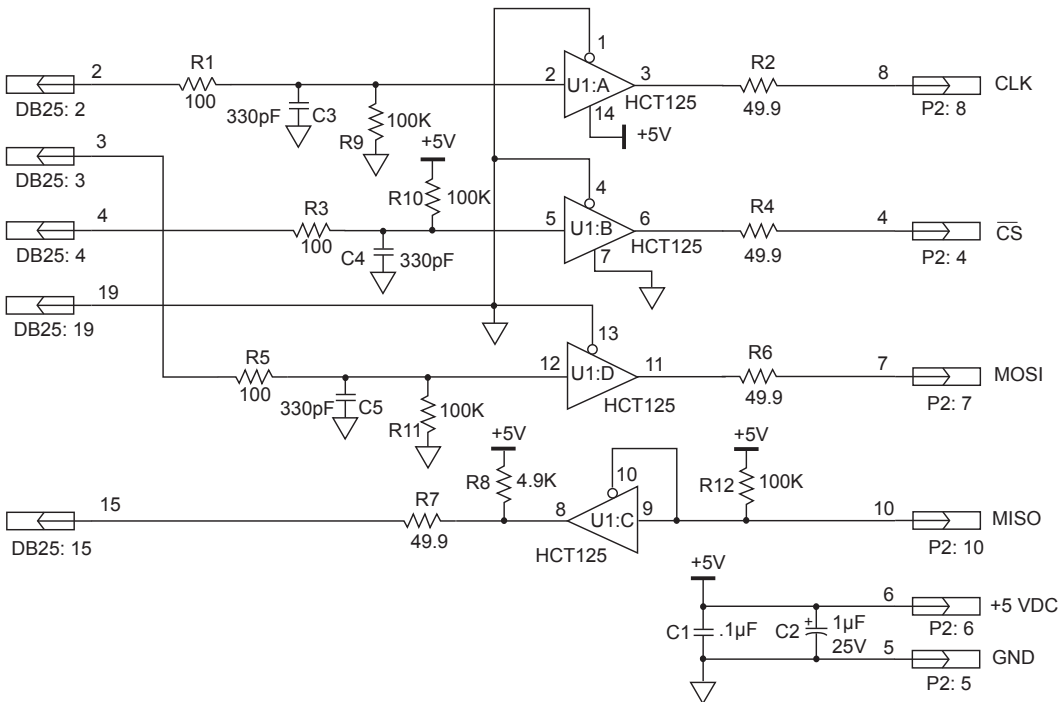 1
2 R1 2 U1:A 3 R2 8 CLK
DB25: 2 100 HCT125 49.9 P2: 8
330pF C3 14
R9 100K +5V
3 +5V
DB25: 3
R10 100K 4
4 R3 5 U1:B 6 R4 4 C̅S̅
DB25: 4 100 HCT125 49.9 P2: 4
C4 330pF 7
19
DB25: 19
13
R5 12 U1:D 11 R6 7 MOSI
100 HCT125 49.9 P2: 7
330pF C5 100K
R11
+5V +5V
R8 4.9K 10 R12 100K
15 R7 8 U1:C 9 10 MISO
DB25: 15 49.9 HCT125 P2: 10
+5V
6 +5 VDC
C1 .1µF C2 + 1µF P2: 6
25V
5 GND
P2: 5